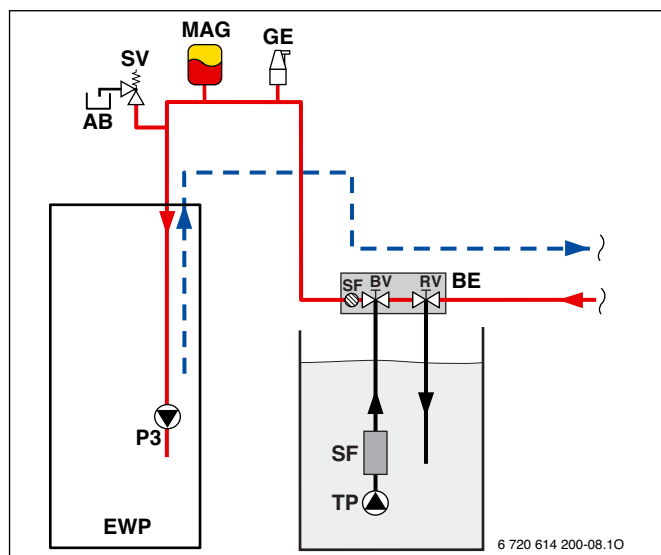 MAG
GE
SV
AB
SF
BV
RV
BE
P3
SF
TP
EWP
6 720 614 200-08.1O